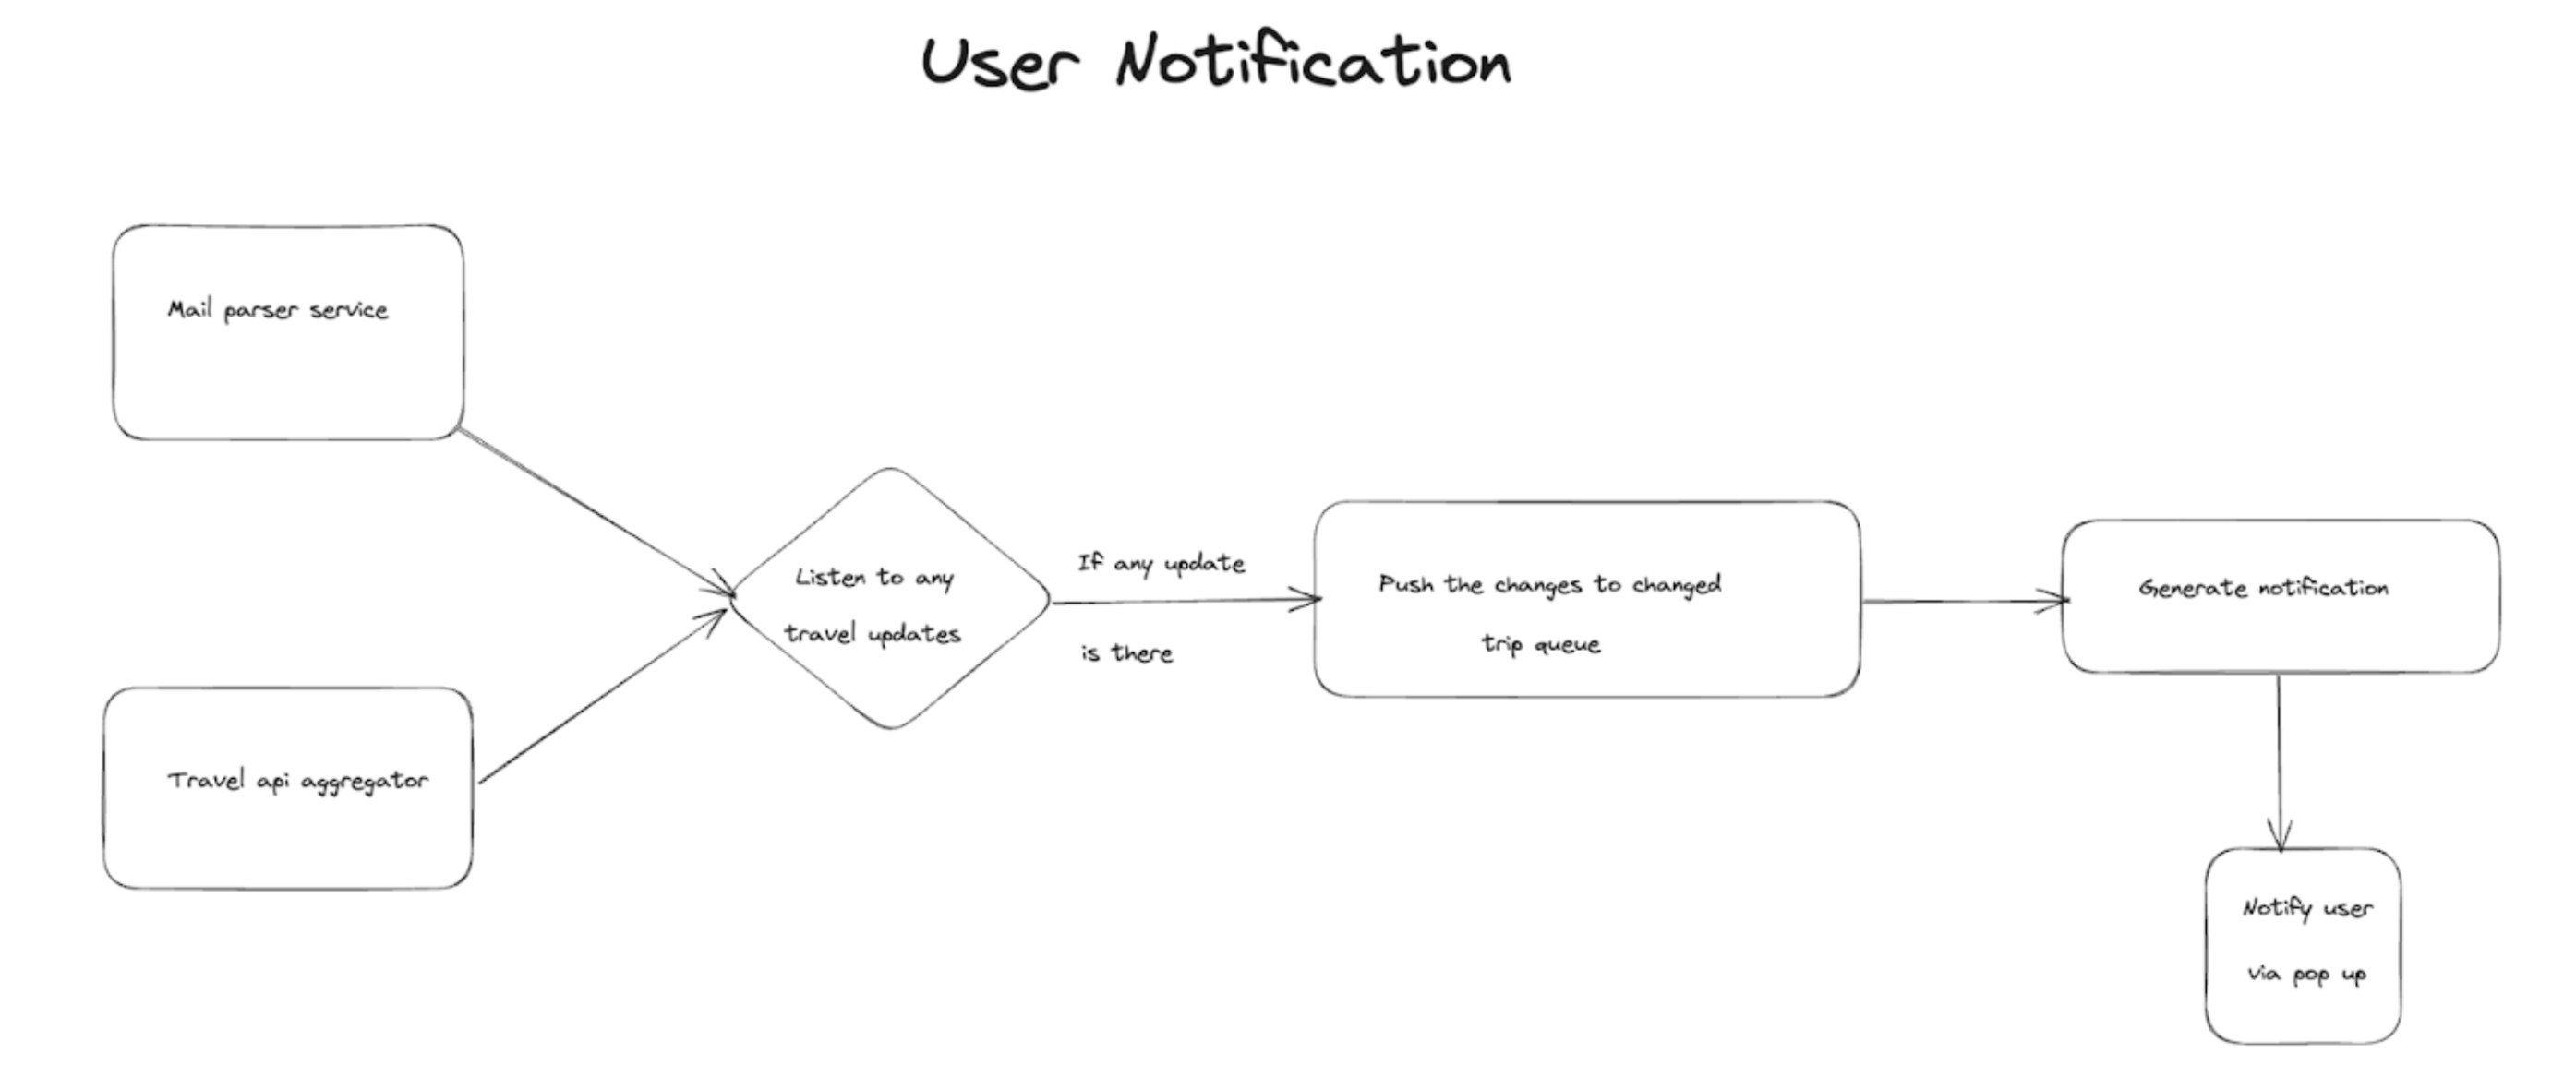 User Notification
Mail parser service
Travel api aggregator
Listen to any
travel updates
If any update
is there
Push the changes to changed
trip queue
Generate notification
Notify user
via pop up